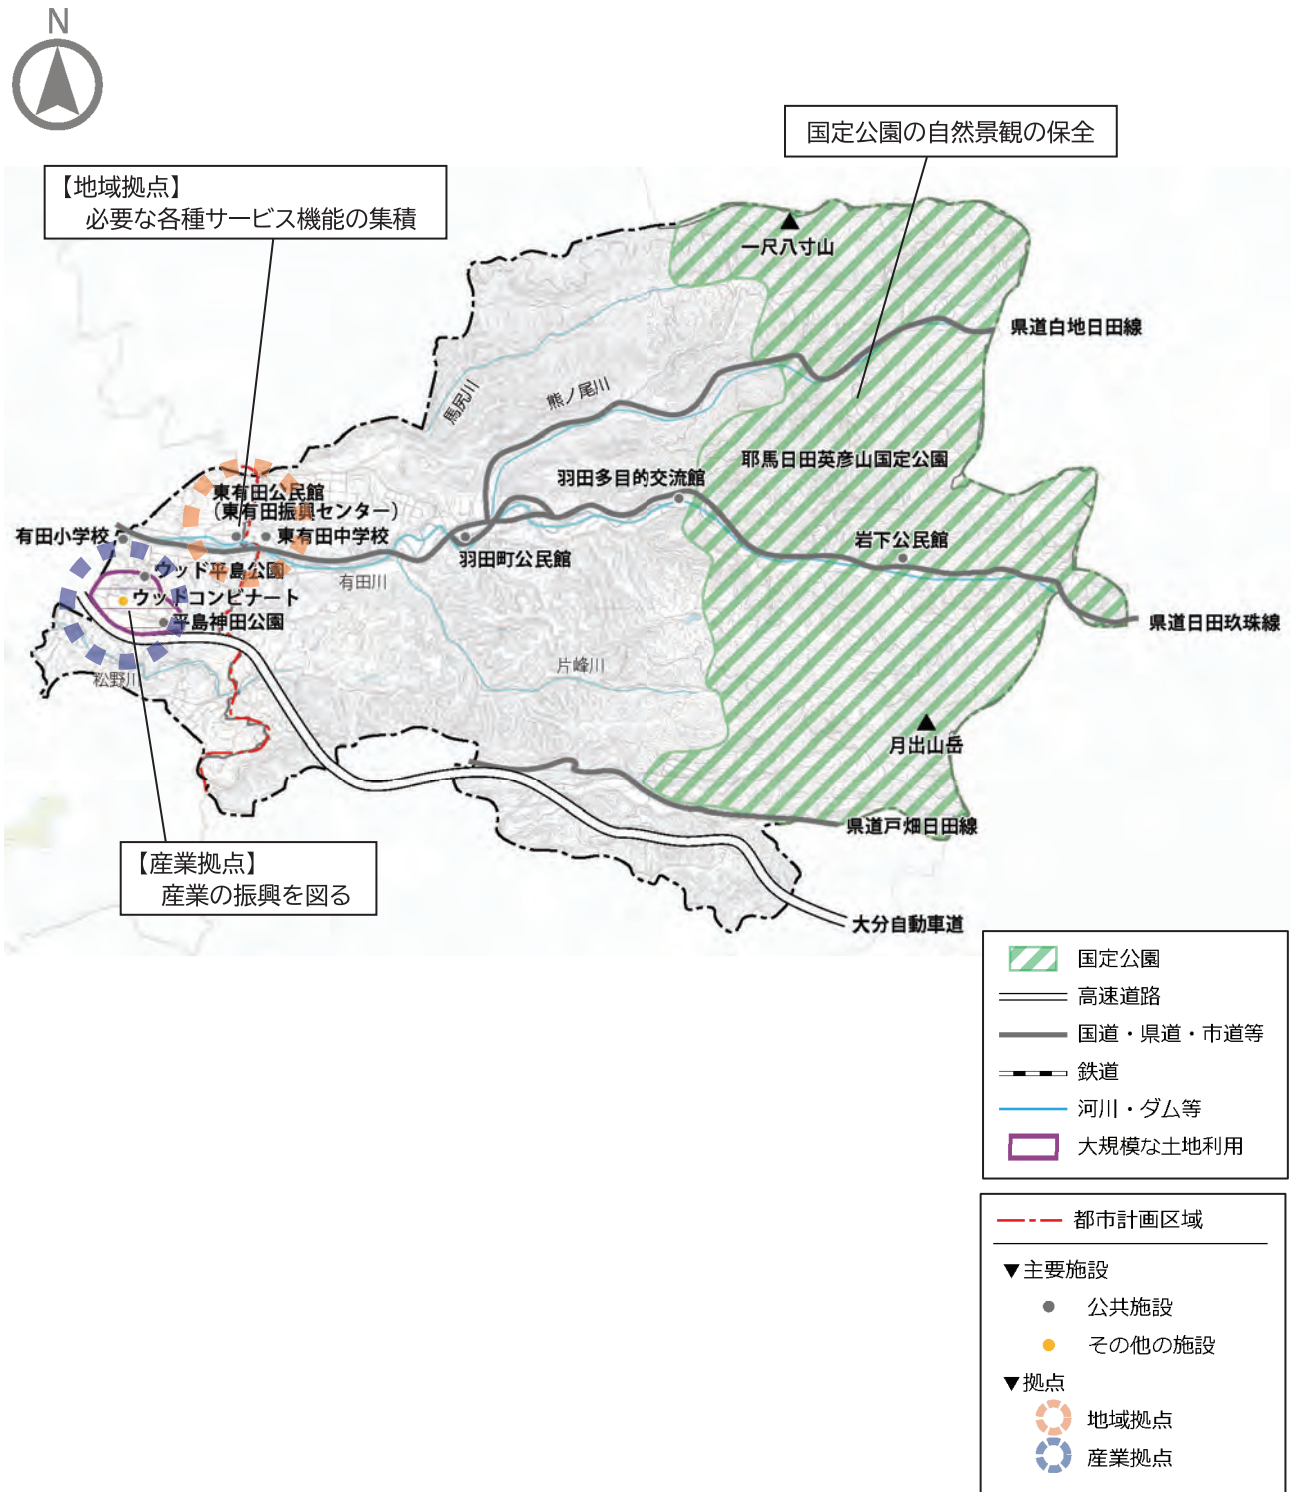 N
国定公園の自然景観の保全
【地域拠点】
必要な各種サービス機能の集積
一尺八寸山
県道白地日田線
馬尻川
熊ノ尾川
耶馬日田英彦山国定公園
羽田多目的交流館
東有田公民館
（東有田振興センター）
有田小学校
東有田中学校
岩下公民館
羽田町公民館
ウッド平島公園
有田川
ウッドコンビナート
平島神田公園
県道日田玖珠線
片峰川
松野川
月出山岳
県道戸畑日田線
【産業拠点】
産業の振興を図る
大分自動車道
国定公園
高速道路
国道・県道・市道等
鉄道
河川・ダム等
大規模な土地利用
都市計画区域
▼主要施設
公共施設
その他の施設
▼拠点
地域拠点
産業拠点